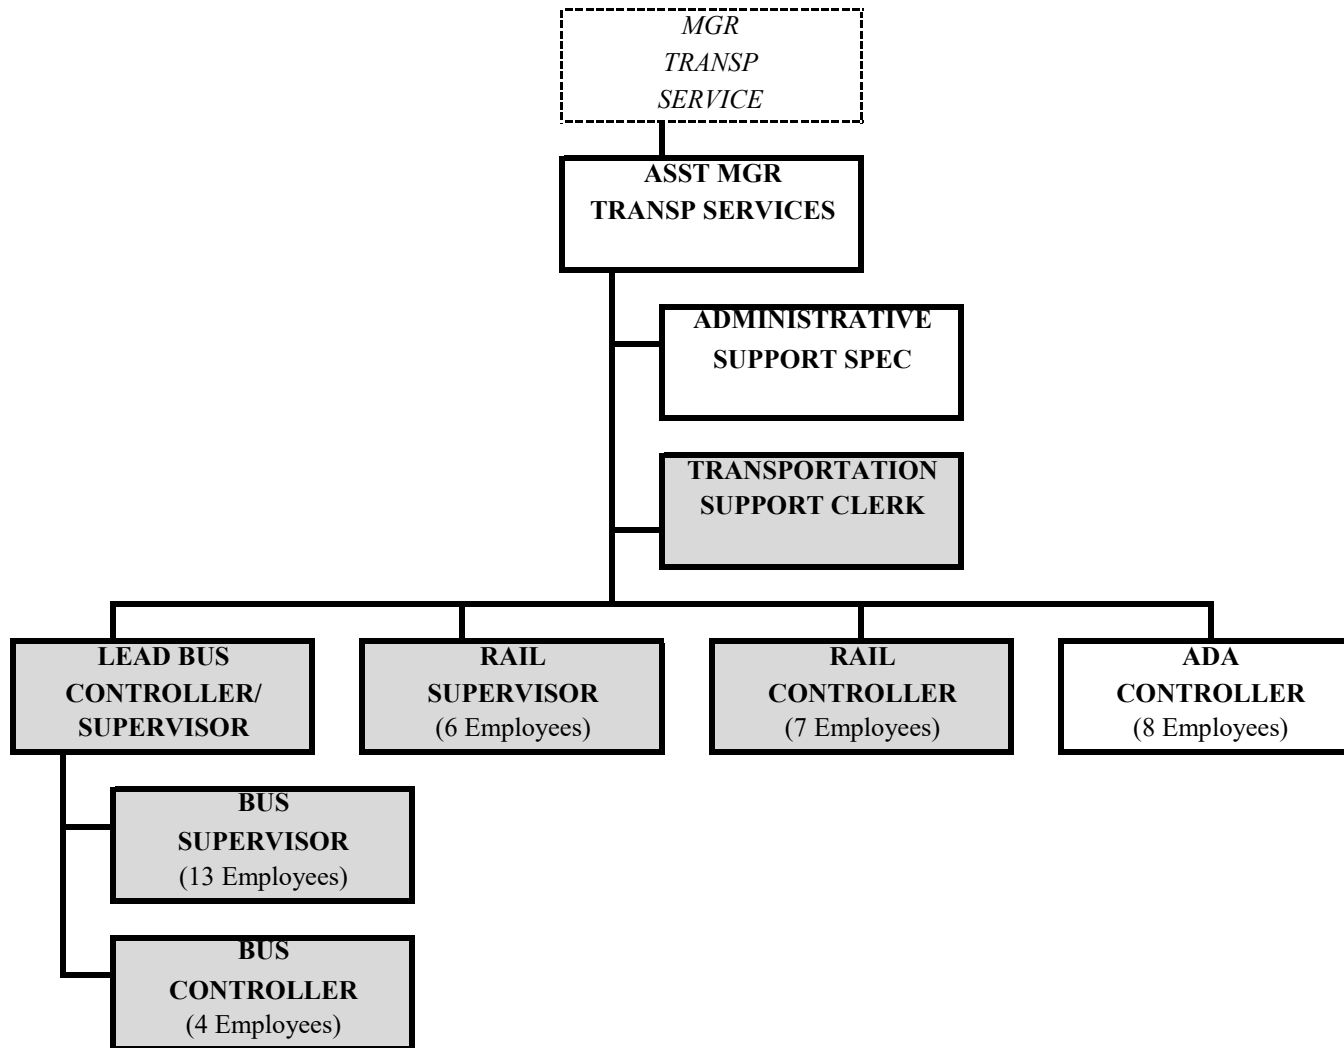 MGR
TRANSP
SERVICE
ASST MGR
TRANSP SERVICES
ADMINISTRATIVE
SUPPORT SPEC
TRANSPORTATION
SUPPORT CLERK
LEAD BUS
CONTROLLER/
SUPERVISOR
RAIL
SUPERVISOR
(6 Employees)
RAIL
CONTROLLER
(7 Employees)
ADA
CONTROLLER
(8 Employees)
BUS
SUPERVISOR
(13 Employees)
BUS
CONTROLLER
(4 Employees)